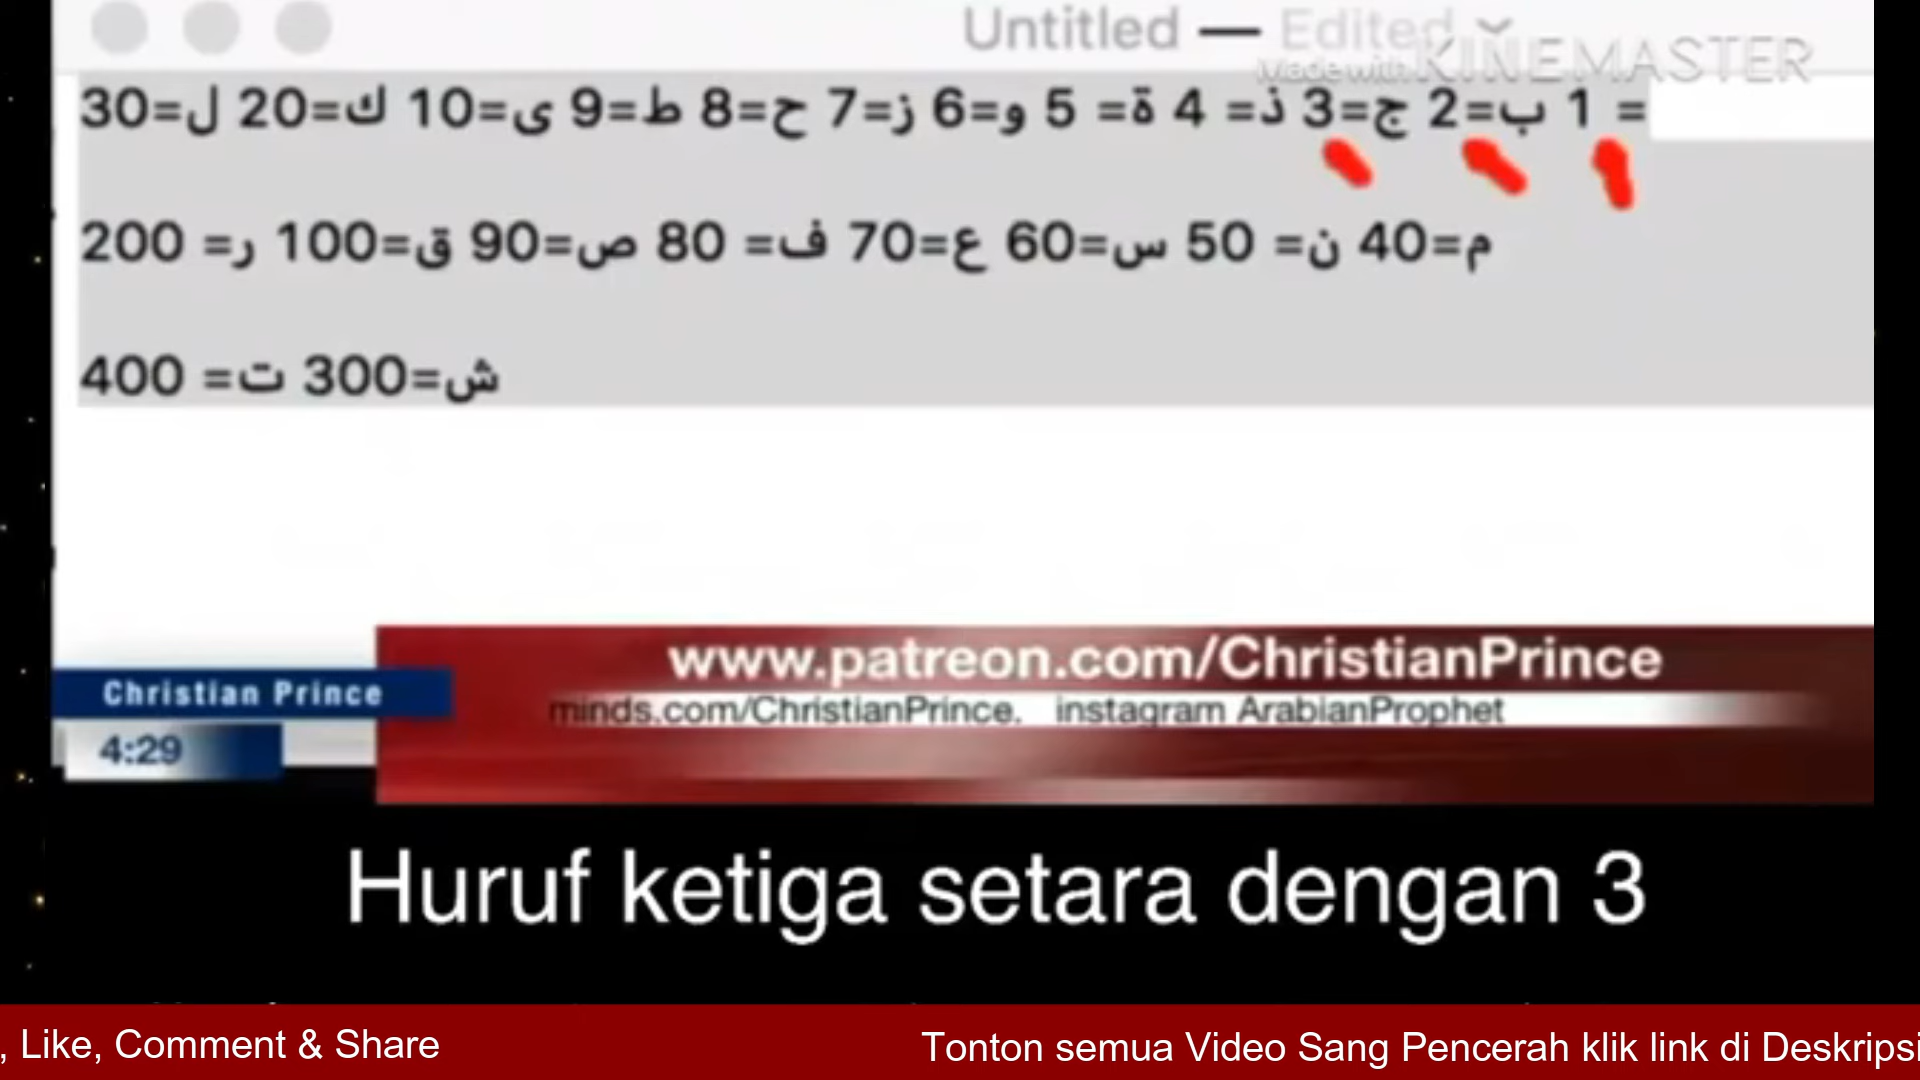 Untitled — Edited
Made with KINEMASTER
= 1 ب=2 ج=3 ذ= 4 ة= 5 و=6 ز=7 ح=8 ط=9 ى=10 ك=20 ل=30
م=40 ن= 50 س=60 ع=70 ف= 80 ص=90 ق=100 ر= 200
ش=300 ت= 400
www.patreon.com/ChristianPrince
Christian Prince
minds.com/ChristianPrince. instagram ArabianProphet
4:29
Huruf ketiga setara dengan 3
, Like, Comment & Share
Tonton semua Video Sang Pencerah klik link di Deskripsi